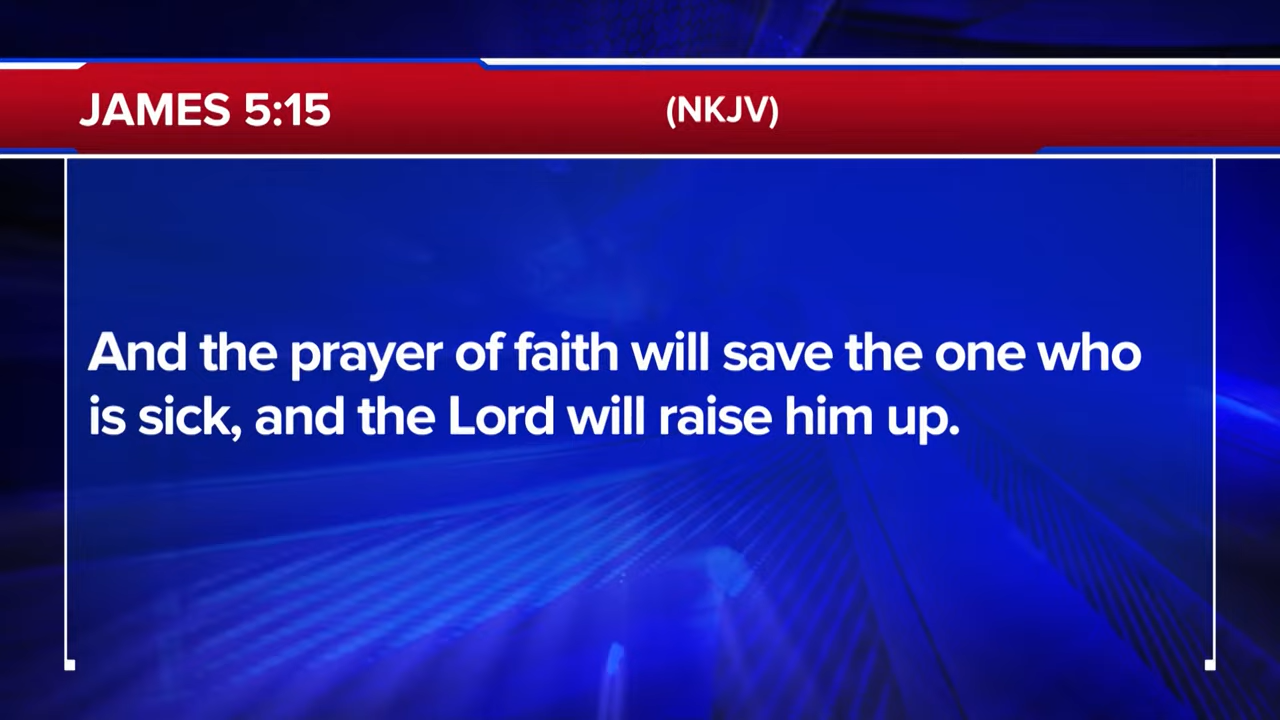 JAMES 5:15 (NKJV)
And the prayer of faith will save the one who
is sick, and the Lord will raise him up.